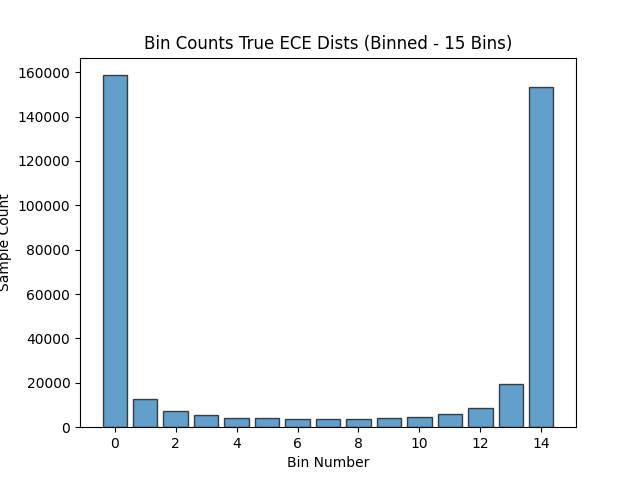 Bin Counts True ECE Dists (Binned - 15 Bins)
160000
140000
120000
100000
80000
60000
40000
20000
0
Sample Count
0 2 4 6 8 10 12 14
Bin Number